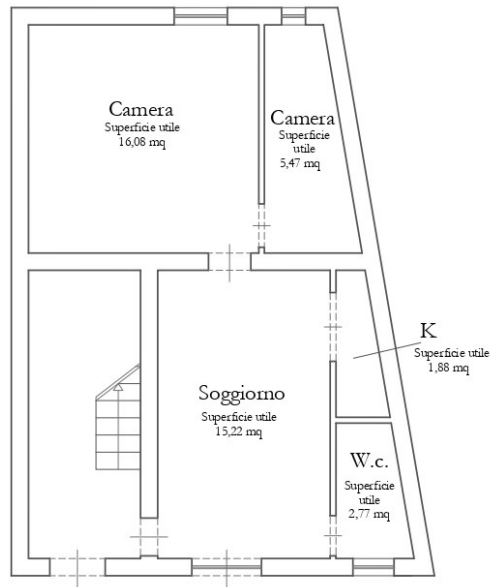 Camera
Superficie utile
16,08 mq
Camera
Superficie
utile
5,47 mq
K
Superficie utile
1,88 mq
Soggiorno
Superficie utile
15,22 mq
W.c.
Superficie
utile
2,77 mq